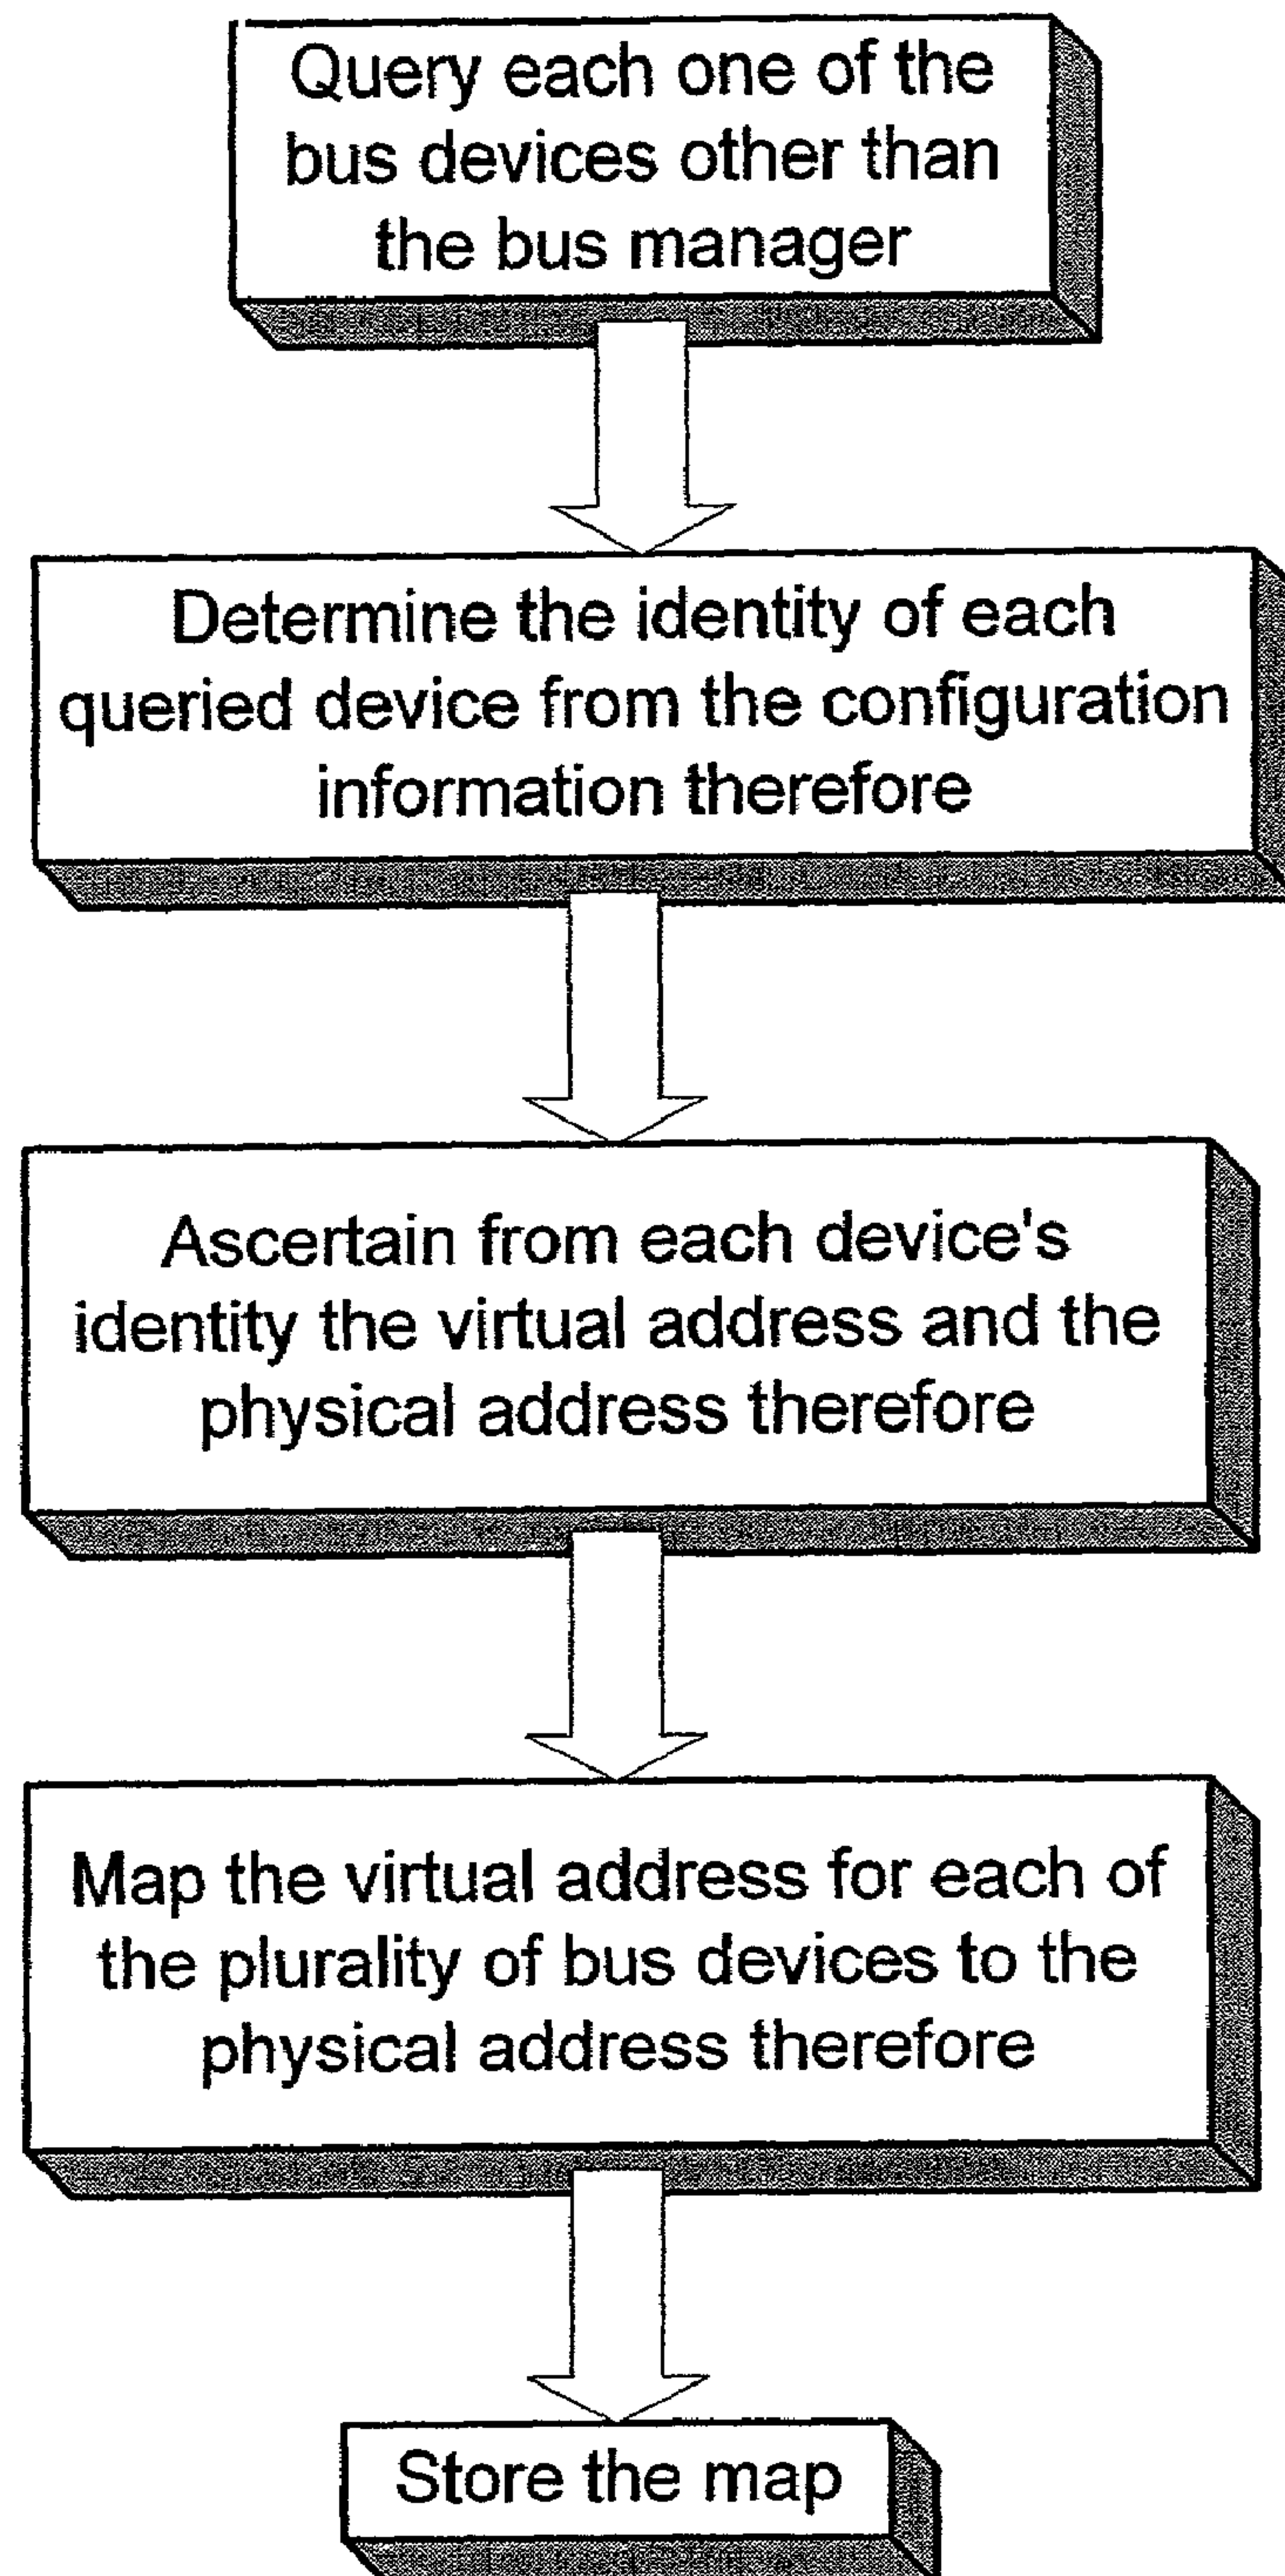 Query each one of the
bus devices other than
the bus manager
Determine the identity of each
queried device from the configuration
information therefore
Ascertain from each device's
identity the virtual address and the
physical address therefore
Map the virtual address for each of
the plurality of bus devices to the
physical address therefore
Store the map